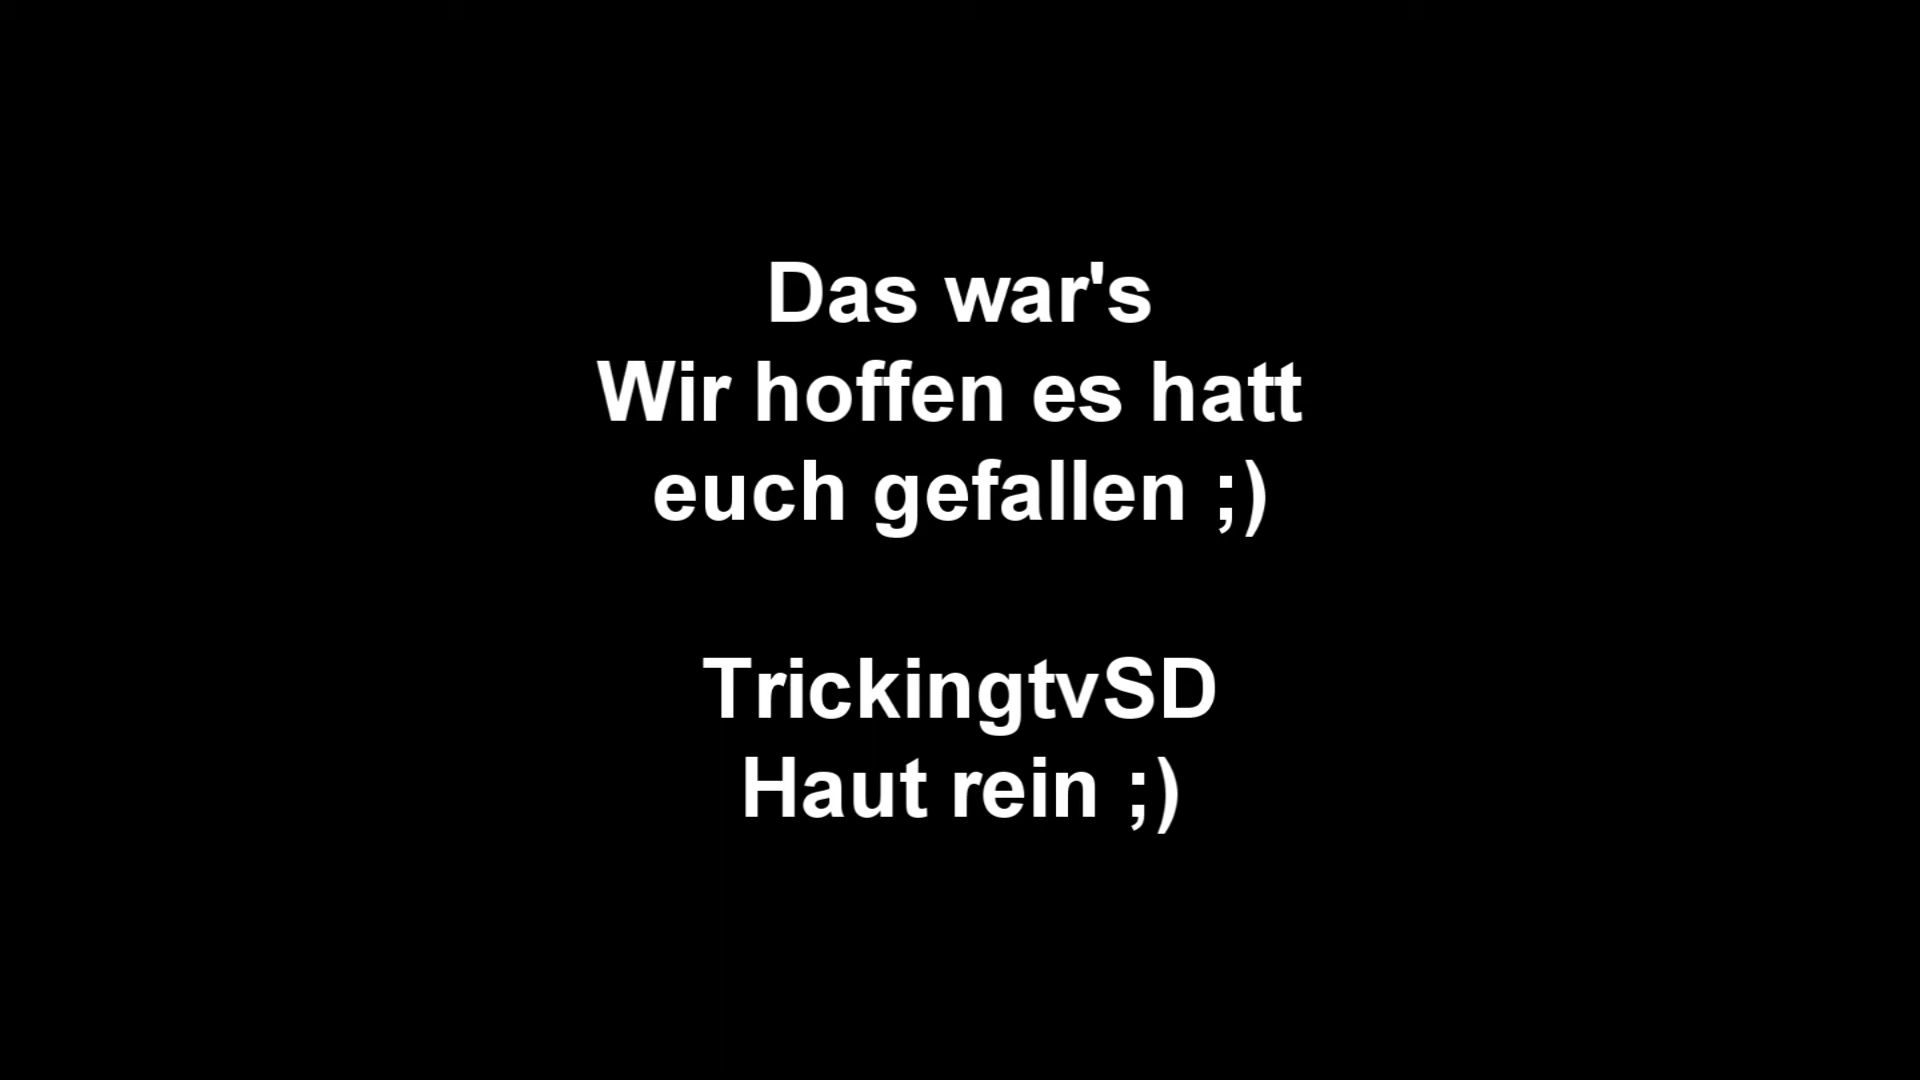 Das war's
Wir hoffen es hatt
euch gefallen ;)
TrickingtvSD
Haut rein ;)